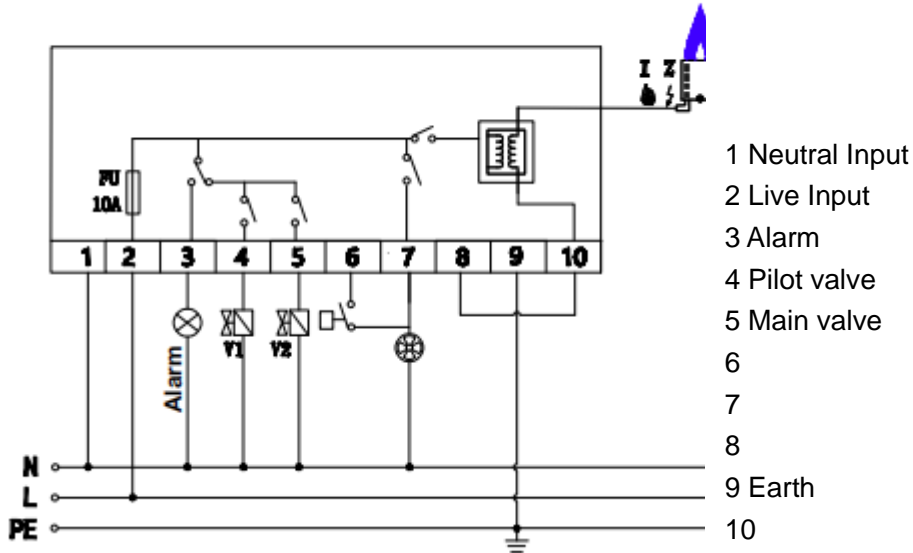 I Z
FU
10A
1 2 3 4 5 6 7 8 9 10
V1 V2
Alarm
N
L
PE
1 Neutral Input
2 Live Input
3 Alarm
4 Pilot valve
5 Main valve
6
7
8
9 Earth
10